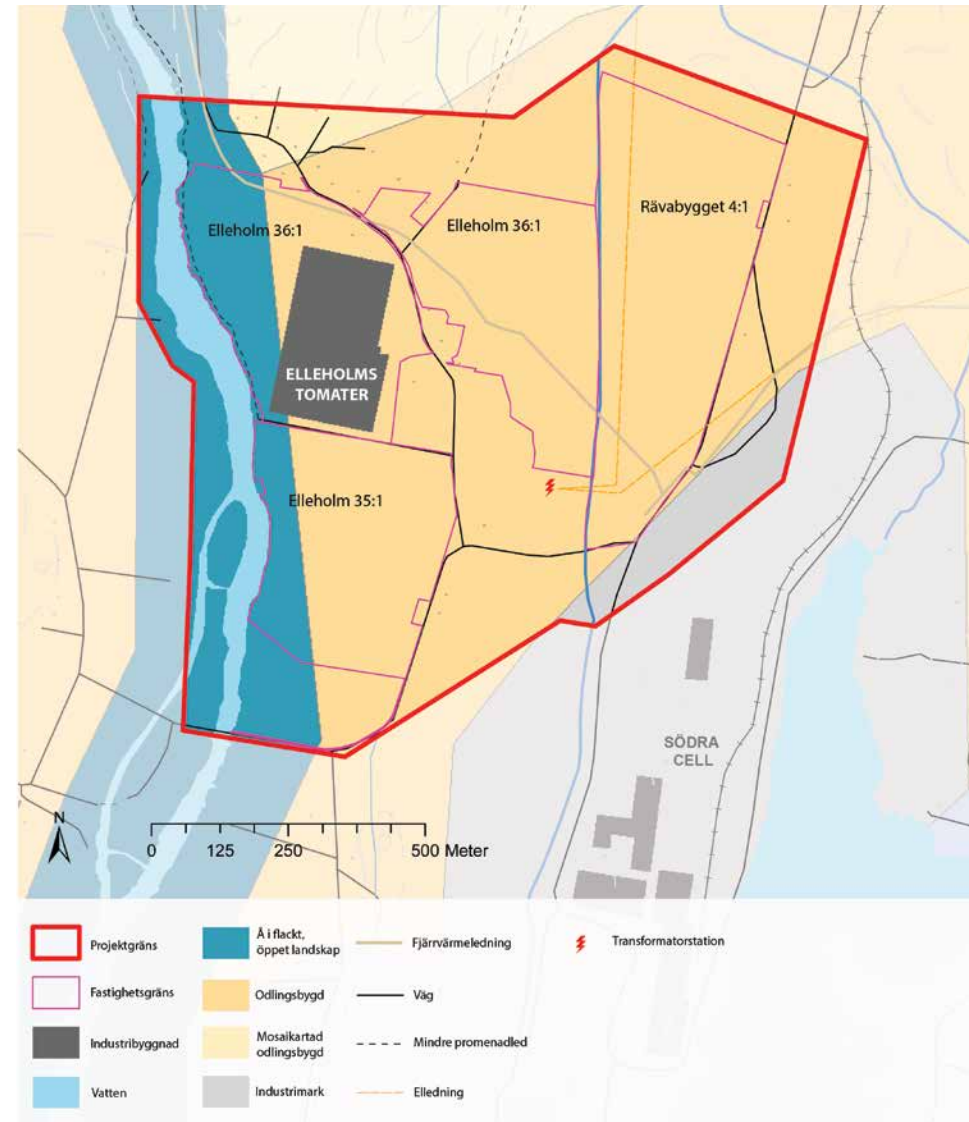 Elleholm 36:1
Elleholm 36:1
Rävabygget 4:1
ELLEHOLMS
TOMATER
Elleholm 35:1
SÖDRA
CELL
N
0 125 250 500 Meter
Projektgräns
Fastighetsgräns
Industribyggnad
Vatten
Å i flackt,
öppet landskap
Odlingsbygd
Mosaikartad
odlingsbygd
Industrimark
Fjärrvärmeledning
Väg
Mindre promenadled
Elledning
Transformatorstation